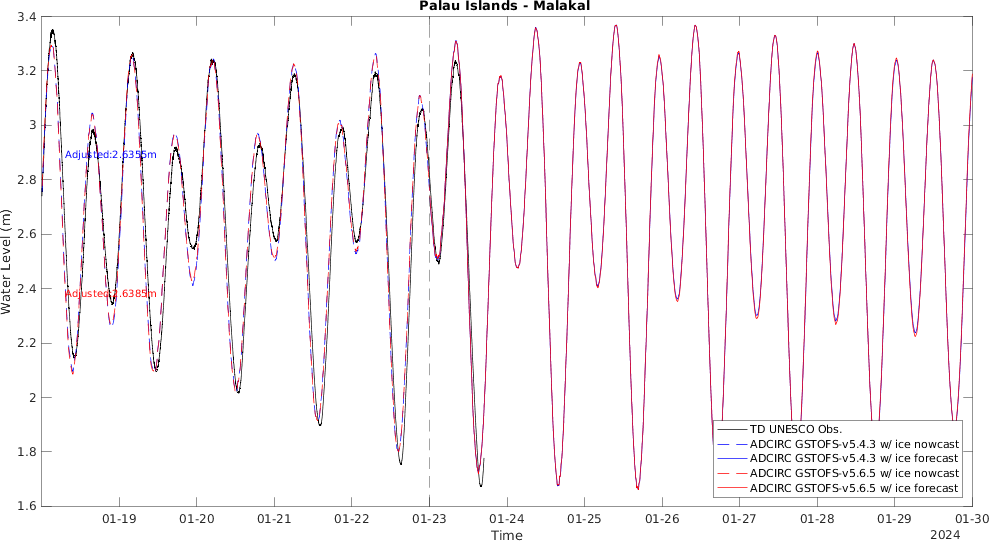 Palau Islands - Malakal
3.4
3.2
3
2.8
2.6
2.4
2.2
2
1.8
1.6
Water Level (m)
Adjusted:2.6355m
Adjusted:2.6385m
TD UNESCO Obs.
ADCIRC GSTOFS-v5.4.3 w/ ice nowcast
ADCIRC GSTOFS-v5.4.3 w/ ice forecast
ADCIRC GSTOFS-v5.6.5 w/ ice nowcast
ADCIRC GSTOFS-v5.6.5 w/ ice forecast
01-19 01-20 01-21 01-22 01-23 01-24 01-25 01-26 01-27 01-28 01-29 01-30
Time
2024